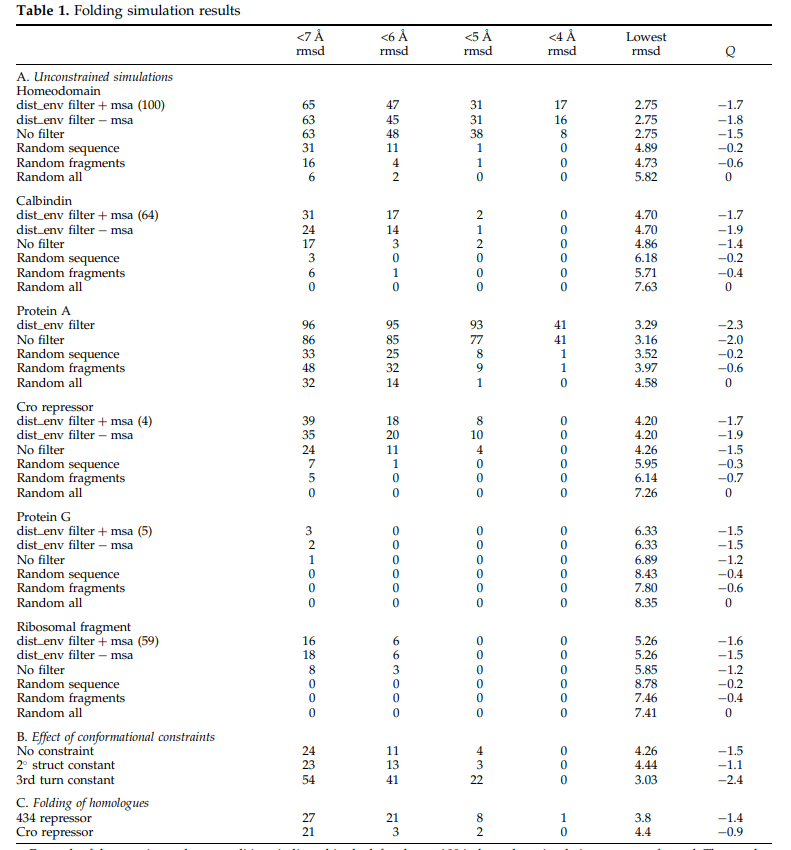 Table 1. Folding simulation results
<7 Å rmsd <6 Å rmsd <5 Å rmsd <4 Å rmsd Lowest rmsd Q
A. Unconstrained simulations
Homeodomain
dist_env filter + msa (100) 65 47 31 17 2.75 −1.7
dist_env filter − msa 63 45 31 16 2.75 −1.8
No filter 63 48 38 8 2.75 −1.5
Random sequence 31 11 1 0 4.89 −0.2
Random fragments 16 4 1 0 4.73 −0.6
Random all 6 2 0 0 5.82 0
Calbindin
dist_env filter + msa (64) 31 17 2 0 4.70 −1.7
dist_env filter − msa 24 14 1 0 4.70 −1.9
No filter 17 3 2 0 4.86 −1.4
Random sequence 3 0 0 0 6.18 −0.2
Random fragments 6 1 0 0 5.71 −0.4
Random all 0 0 0 0 7.63 0
Protein A
dist_env filter 96 95 93 41 3.29 −2.3
No filter 86 85 77 41 3.16 −2.0
Random sequence 33 25 8 1 3.52 −0.2
Random fragments 48 32 9 1 3.97 −0.6
Random all 32 14 1 0 4.58 0
Cro repressor
dist_env filter + msa (4) 39 18 8 0 4.20 −1.7
dist_env filter − msa 35 20 10 0 4.20 −1.9
No filter 24 11 4 0 4.26 −1.5
Random sequence 7 1 0 0 5.95 −0.3
Random fragments 5 0 0 0 6.14 −0.7
Random all 0 0 0 0 7.26 0
Protein G
dist_env filter + msa (5) 3 0 0 0 6.33 −1.5
dist_env filter − msa 2 0 0 0 6.33 −1.5
No filter 1 0 0 0 6.89 −1.2
Random sequence 0 0 0 0 8.43 −0.4
Random fragments 0 0 0 0 7.80 −0.6
Random all 0 0 0 0 8.35 0
Ribosomal fragment
dist_env filter + msa (59) 16 6 0 0 5.26 −1.6
dist_env filter − msa 18 6 0 0 5.26 −1.5
No filter 8 3 0 0 5.85 −1.2
Random sequence 0 0 0 0 8.78 −0.2
Random fragments 0 0 0 0 7.46 −0.4
Random all 0 0 0 0 7.41 0
B. Effect of conformational constraints
No constraint 24 11 4 0 4.26 −1.5
2° struct constant 23 13 3 0 4.44 −1.1
3rd turn constant 54 41 22 0 3.03 −2.4
C. Folding of homologues
434 repressor 27 21 8 1 3.8 −1.4
Cro repressor 21 3 2 0 4.4 −0.9